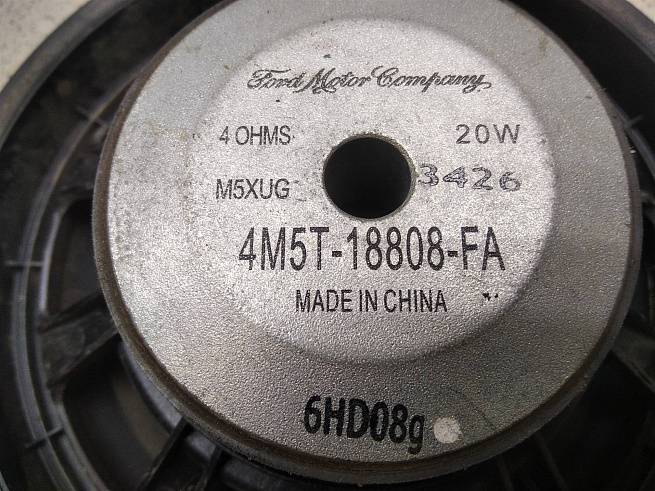 Ford Motor Company
4 OHMS 20W
M5XUG 3426
4M5T-18808-FA
MADE IN CHINA
6HD08g